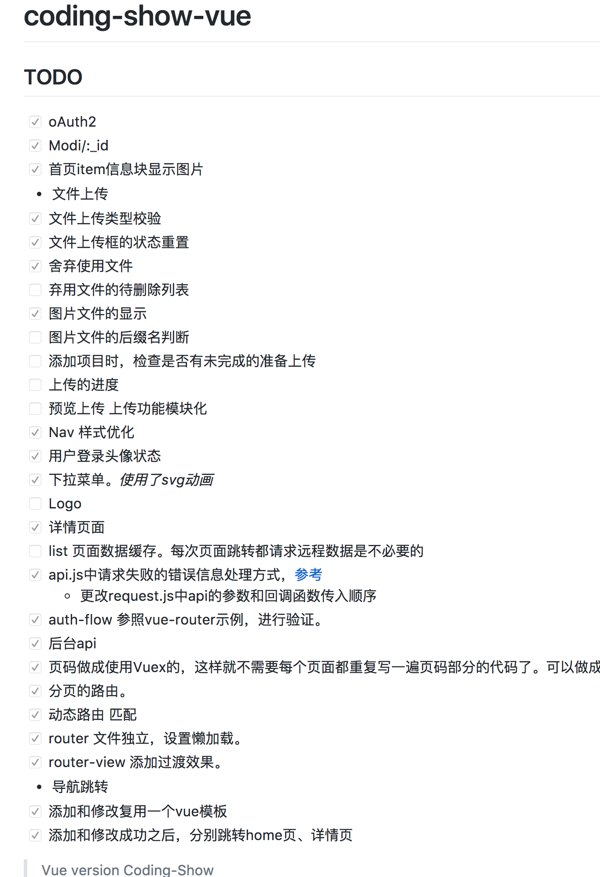 coding-show-vue
TODO
oAuth2
Modi/:_id
首页item信息块显示图片
文件上传
文件上传类型校验
文件上传框的状态重置
舍弃使用文件
弃用文件的待删除列表
图片文件的显示
图片文件的后缀名判断
添加项目时，检查是否有未完成的准备上传
上传的进度
预览上传 上传功能模块化
Nav 样式优化
用户登录头像状态
下拉菜单。使用了svg动画
Logo
详情页面
list 页面数据缓存。每次页面跳转都请求远程数据是不必要的
api.js中请求失败的错误信息处理方式，参考
更改request.js中api的参数和回调函数传入顺序
auth-flow 参照vue-router示例，进行验证。
后台api
页码做成使用Vuex的，这样就不需要每个页面都重复写一遍页码部分的代码了。可以做成
分页的路由。
动态路由 匹配
router 文件独立，设置懒加载。
router-view 添加过渡效果。
导航跳转
添加和修改复用一个vue模板
添加和修改成功之后，分别跳转home页、详情页
Vue version Coding-Show